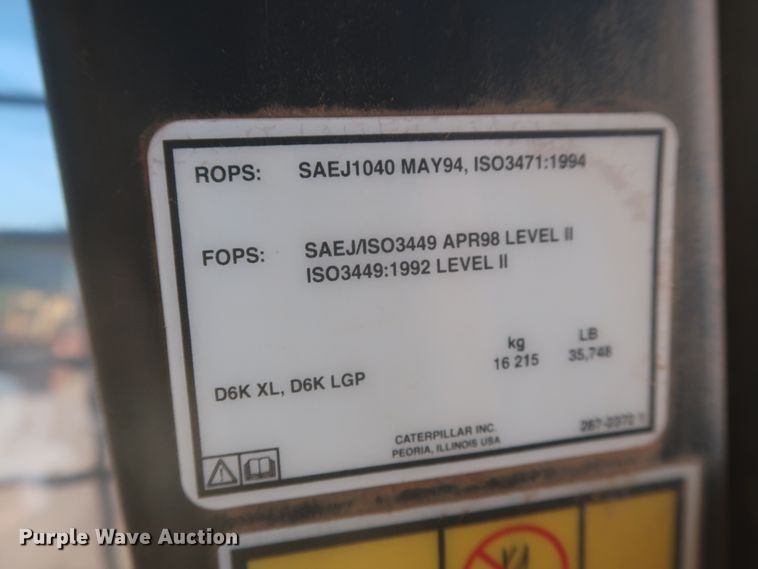 ROPS: SAEJ1040 MAY94, ISO3471:1994
FOPS: SAEJ/ISO3449 APR98 LEVEL II
ISO3449:1992 LEVEL II
kg LB
D6K XL, D6K LGP 16 215 35,748
CATERPILLAR INC.
PEORIA, ILLINOIS USA
Purple Wave Auction